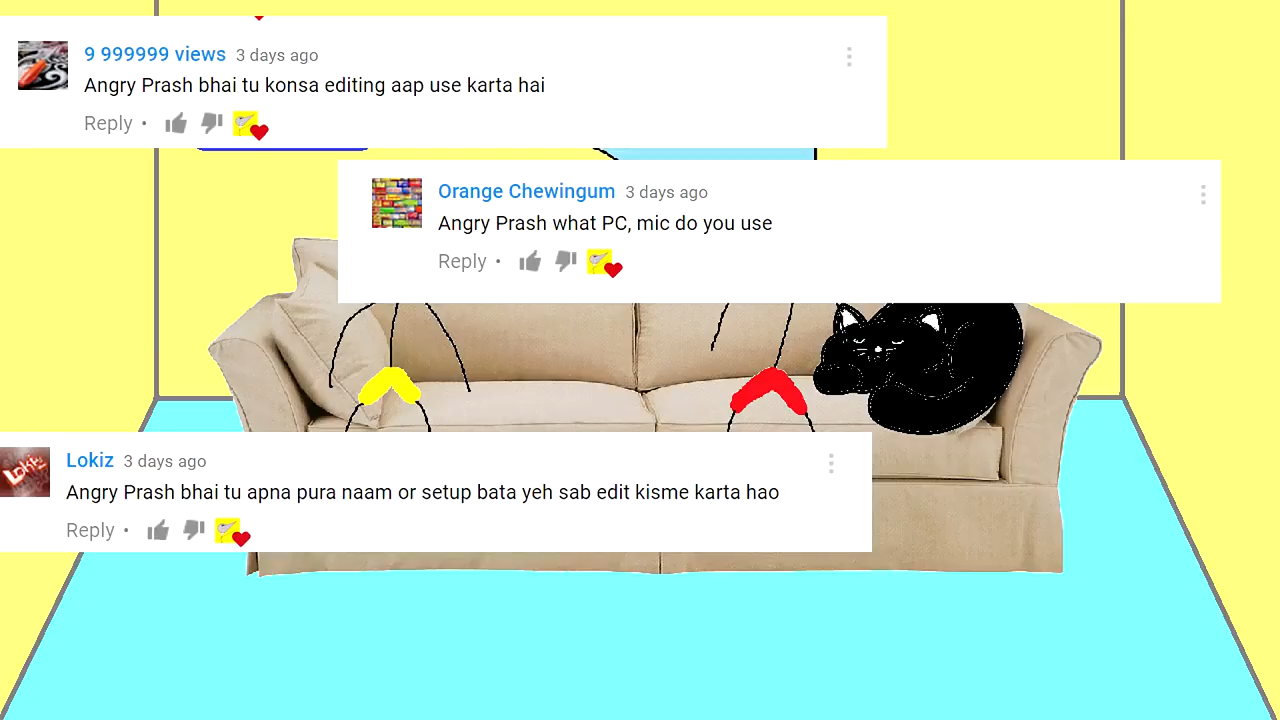 9 999999 views 3 days ago
Angry Prash bhai tu konsa editing aap use karta hai
Reply •
Orange Chewingum 3 days ago
Angry Prash what PC, mic do you use
Reply •
Lokiz
Lokiz 3 days ago
Angry Prash bhai tu apna pura naam or setup bata yeh sab edit kisme karta hao
Reply •